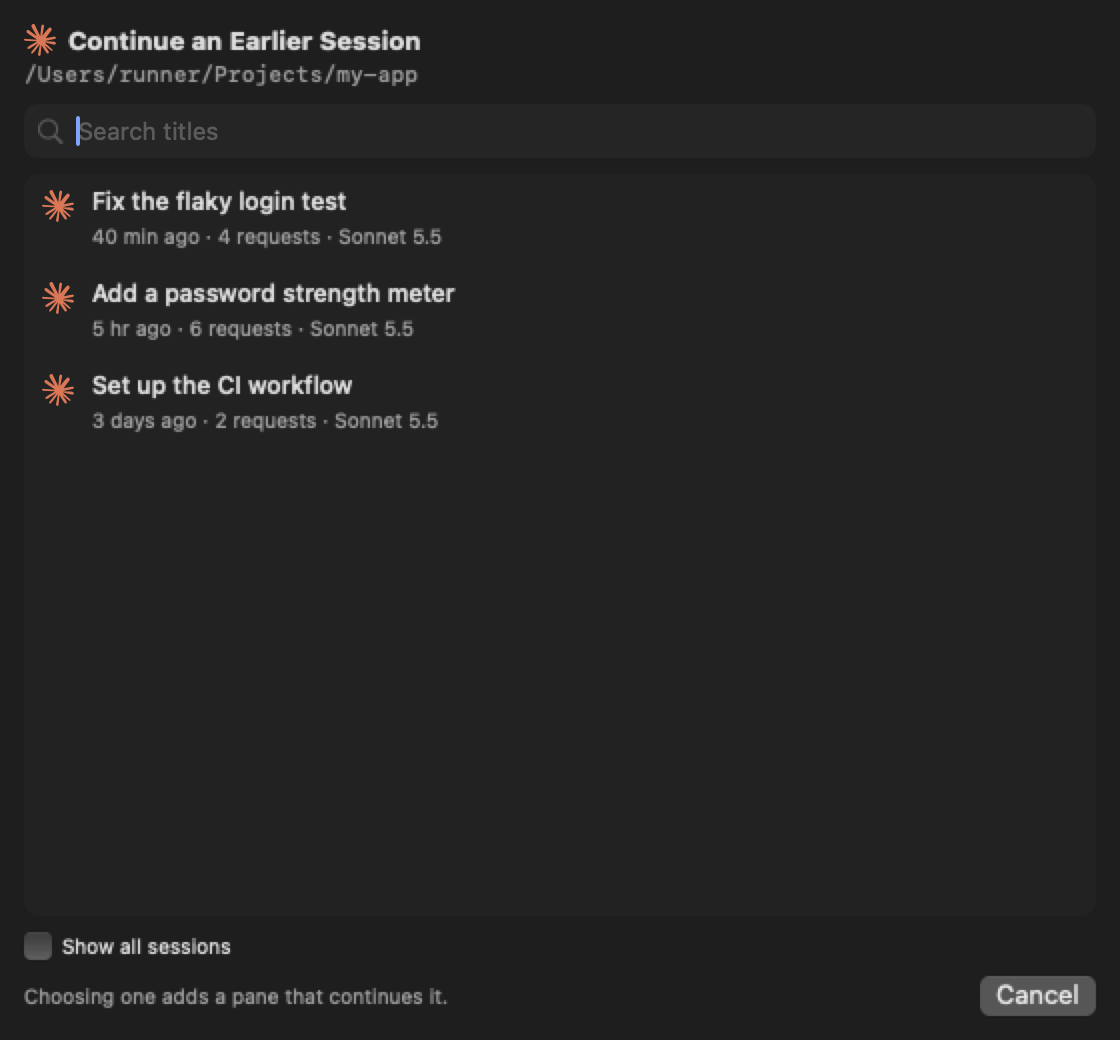 Continue an Earlier Session
/Users/runner/Projects/my-app
Search titles
Fix the flaky login test
40 min ago · 4 requests · Sonnet 5.5
Add a password strength meter
5 hr ago · 6 requests · Sonnet 5.5
Set up the CI workflow
3 days ago · 2 requests · Sonnet 5.5
Show all sessions
Choosing one adds a pane that continues it.
Cancel